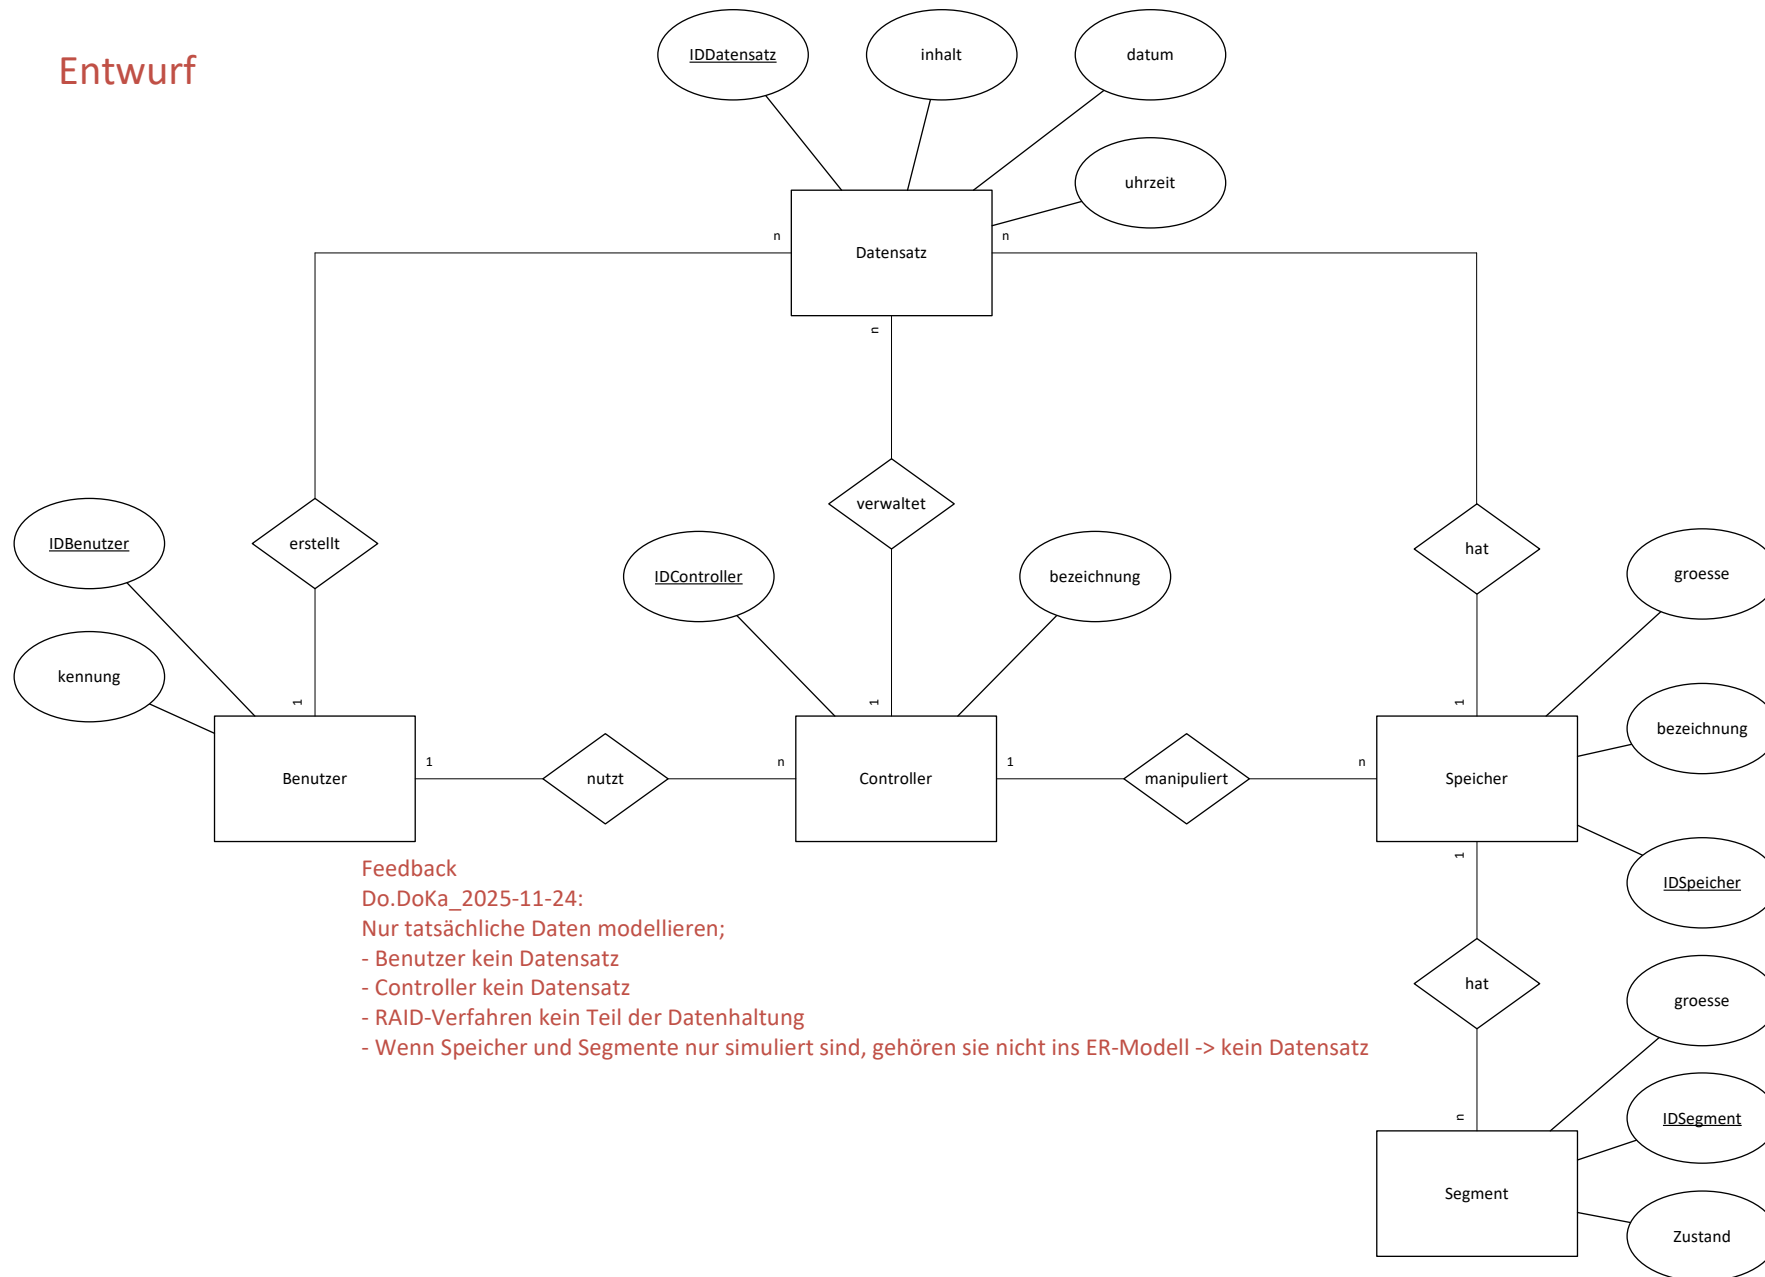 Entwurf
IDDatensatz
inhalt
datum
uhrzeit
n
Datensatz
n
n
verwaltet
erstellt
hat
IDBenutzer
kennung
IDController
bezeichnung
groesse
bezeichnung
IDSpeicher
1
1
1
Benutzer
1
nutzt
n
Controller
1
manipuliert
n
Speicher
1
Feedback
Do.DoKa_2025-11-24:
Nur tatsächliche Daten modellieren;
- Benutzer kein Datensatz
- Controller kein Datensatz
- RAID-Verfahren kein Teil der Datenhaltung
- Wenn Speicher und Segmente nur simuliert sind, gehören sie nicht ins ER-Modell -> kein Datensatz
hat
groesse
n
IDSegment
Segment
Zustand